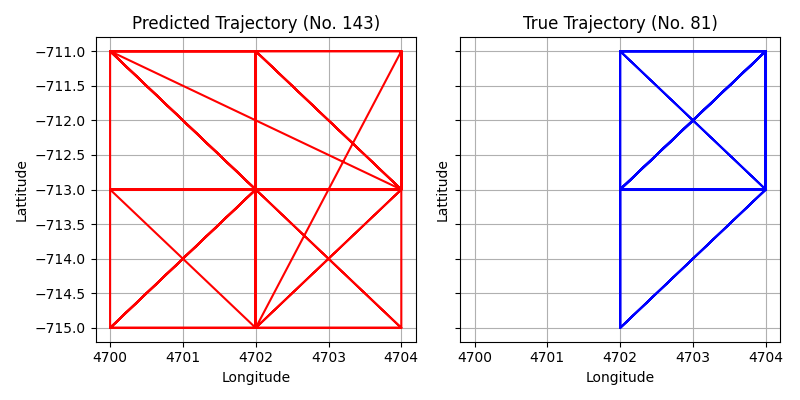 Predicted Trajectory (No. 143)
−711.0
−711.5
−712.0
−712.5
−713.0
−713.5
−714.0
−714.5
−715.0
Lattitude
4700 4701 4702 4703 4704
Longitude
True Trajectory (No. 81)
Lattitude
4700 4701 4702 4703 4704
Longitude